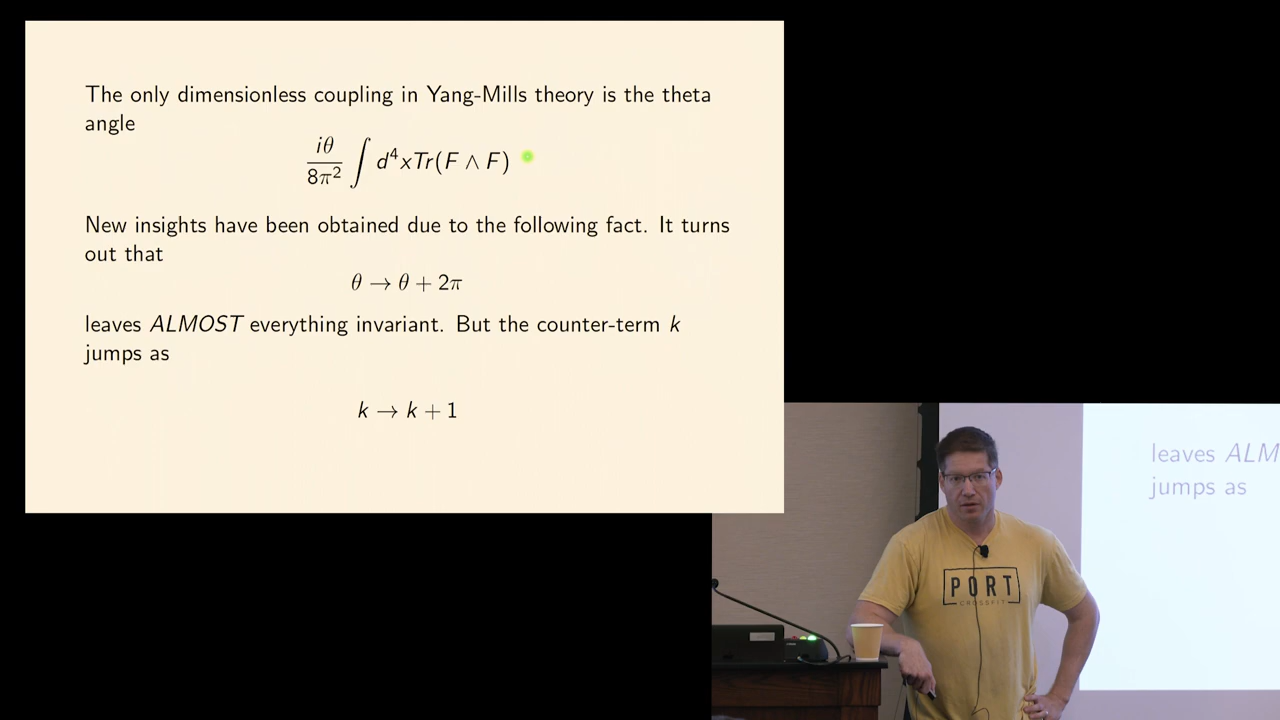 The only dimensionless coupling in Yang-Mills theory is the theta
angle
iθ/8π² ∫ d⁴xTr(F ∧ F)
New insights have been obtained due to the following fact. It turns
out that
θ → θ + 2π
leaves ALMOST everything invariant. But the counter-term k
jumps as
k → k + 1
leaves ALM
jumps as
PORT
CROSSFIT